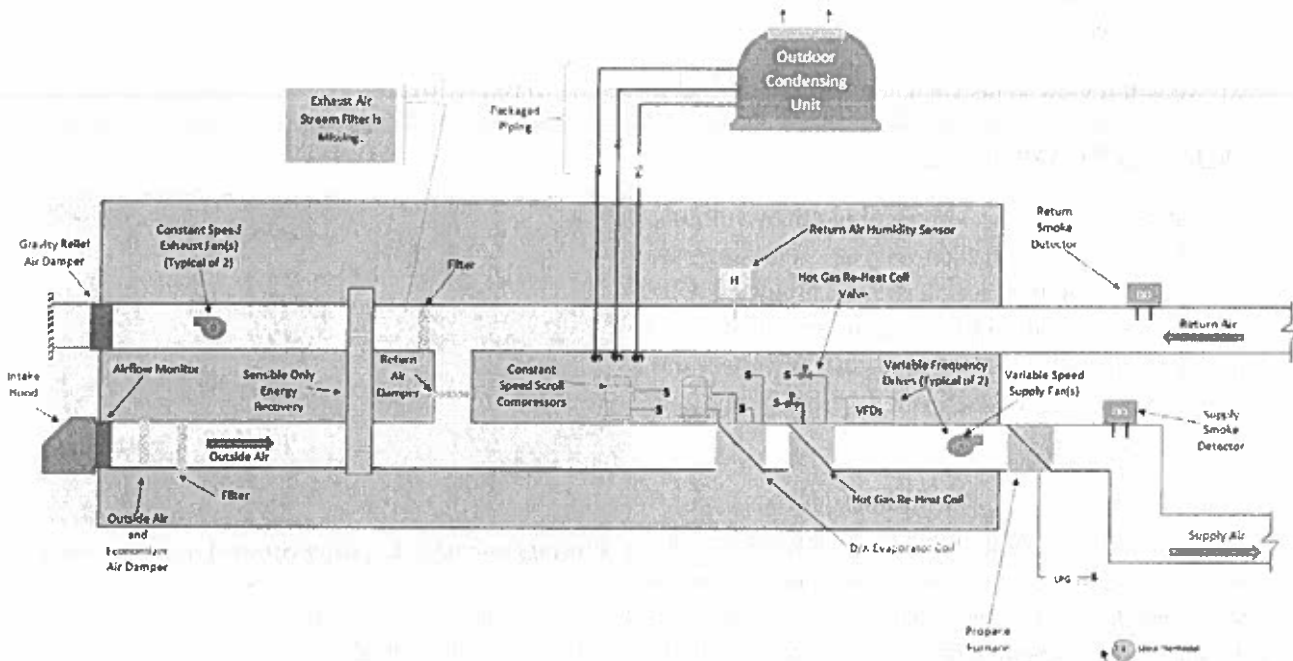 Outdoor
Condensing
Unit
Exhaust Air
Stream Filter is
Missing.
Packaged
Piping
Gravity Relief
Air Damper
Constant Speed
Exhaust Fan(s)
(Typical of 2)
Filter
Return Air Humidity Sensor
H
Hot Gas Re-Heat Coil
Valve
Return
Smoke
Detector
Return Air
Intake
Hood
Airflow Monitor
Sensible Only
Energy
Recovery
Return
Air
Damper
Constant
Speed Scroll
Compressors
S
S
S
S
S
S
VFDs
Variable Frequency
Drives (Typical of 2)
Variable Speed
Supply Fan(s)
Supply
Smoke
Detector
Outside Air
Filter
Outside Air
and
Economizer
Air Damper
Hot Gas Re-Heat Coil
D/X Evaporator Coil
Supply Air
LPG
Propane
Furnace